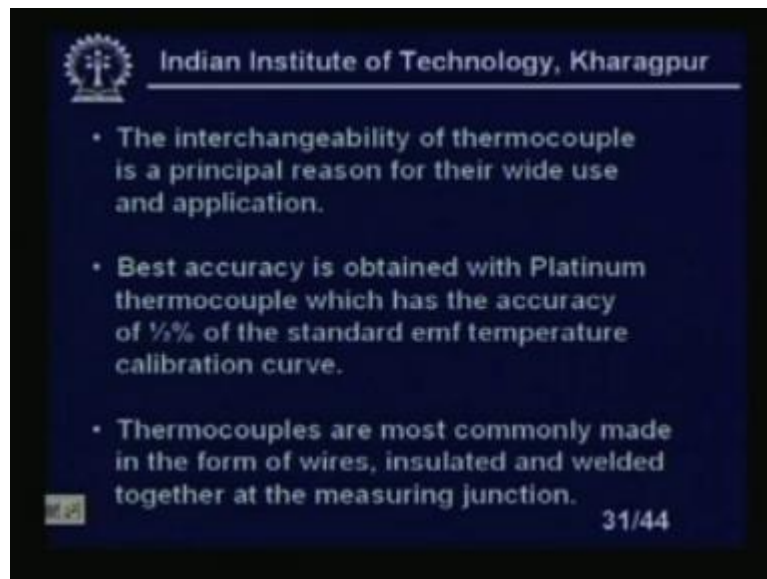 Indian Institute of Technology, Kharagpur
• The interchangeability of thermocouple
is a principal reason for their wide use
and application.
• Best accuracy is obtained with Platinum
thermocouple which has the accuracy
of ½% of the standard emf temperature
calibration curve.
• Thermocouples are most commonly made
in the form of wires, insulated and welded
together at the measuring junction.
31/44